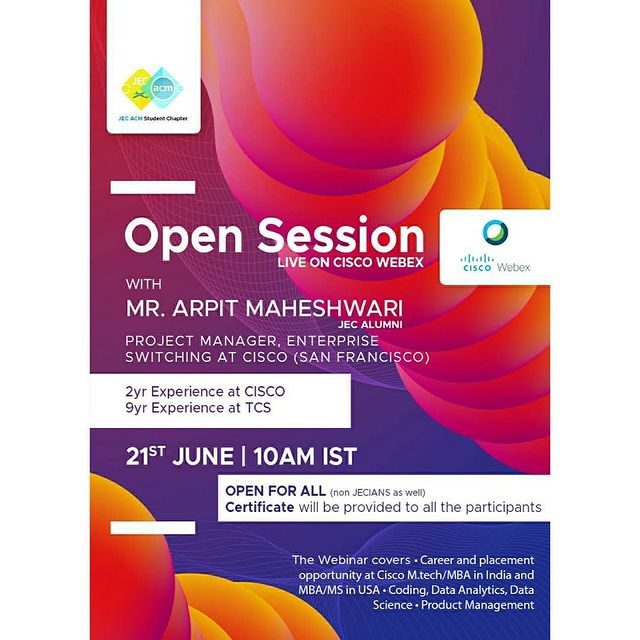 JEC
acm
JEC ACM Student Chapter
Open Session
LIVE ON CISCO WEBEX
CISCO Webex
WITH
MR. ARPIT MAHESHWARI
JEC ALUMNI
PROJECT MANAGER, ENTERPRISE
SWITCHING AT CISCO (SAN FRANCISCO)
2yr Experience at CISCO
9yr Experience at TCS
21ST JUNE | 10AM IST
OPEN FOR ALL (non JECIANS as well)
Certificate will be provided to all the participants
The Webinar covers • Career and placement
opportunity at Cisco M.tech/MBA in India and
MBA/MS in USA • Coding, Data Analytics, Data
Science • Product Management